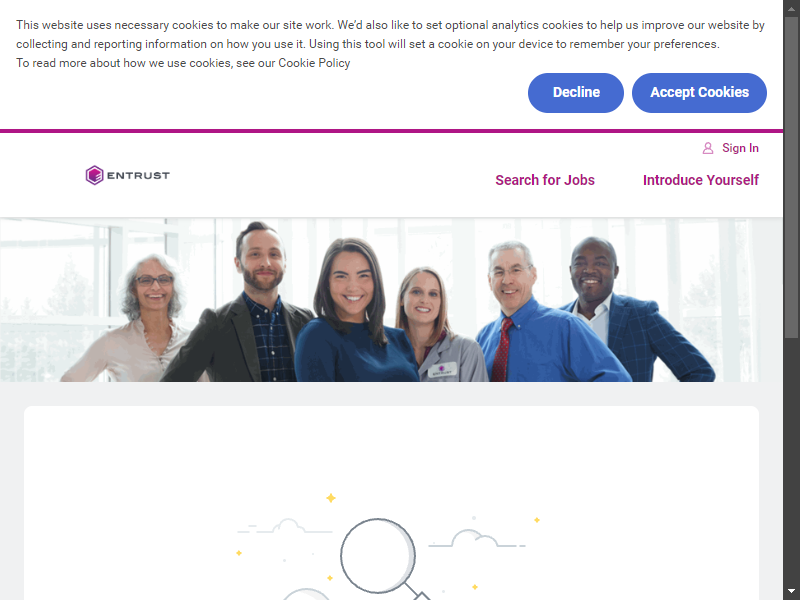 This website uses necessary cookies to make our site work. We'd also like to set optional analytics cookies to help us improve our website by
collecting and reporting information on how you use it. Using this tool will set a cookie on your device to remember your preferences.
To read more about how we use cookies, see our Cookie Policy
Decline
Accept Cookies
Sign In
ENTRUST
Search for Jobs
Introduce Yourself